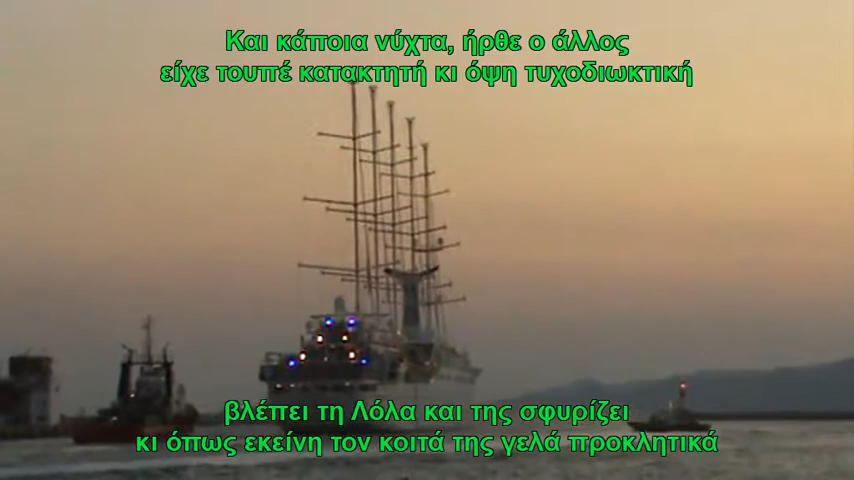 Και κάποια νύχτα, ήρθε ο άλλος
είχε τουπέ κατακτητή κι όψη τυχοδιωκτική
βλέπει τη Λόλα και της σφυρίζει
κι όπως εκείνη τον κοιτά της γελά προκλητικά